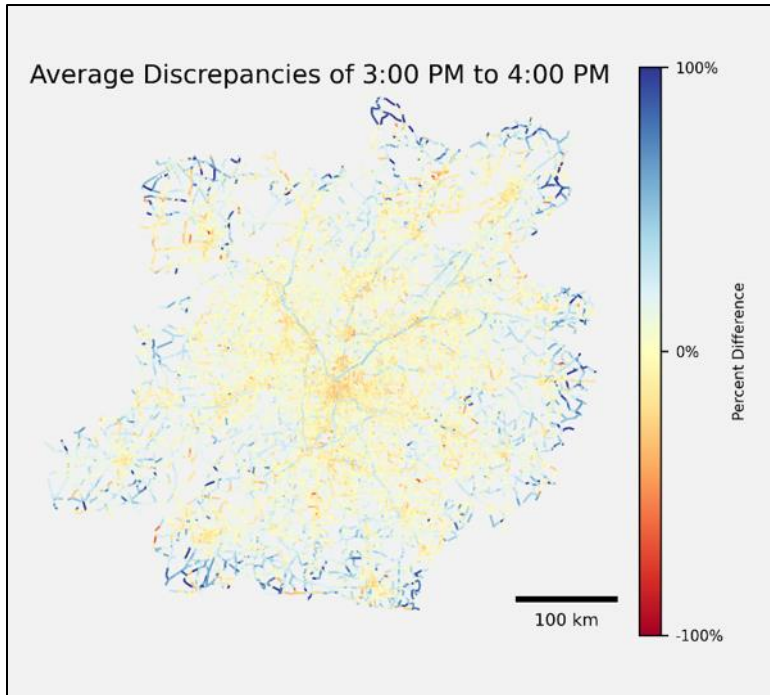 Average Discrepancies of 3:00 PM to 4:00 PM
100%
0%
-100%
Percent Difference
100 km